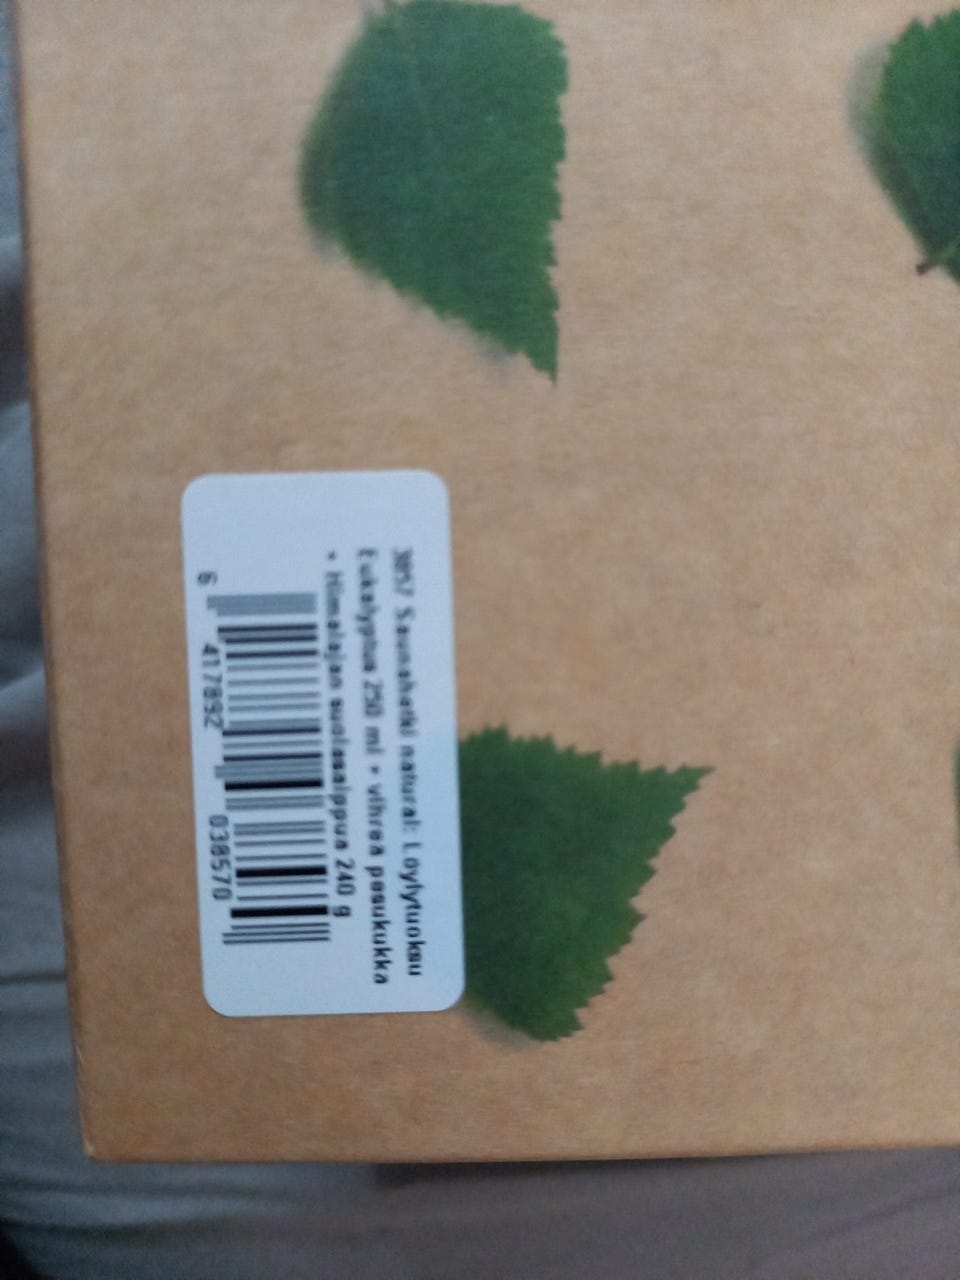 3857 Saunahetki natural: Löylytuoksu
Eukalyptus 250 ml + vihreä pesukukka
+ Himalajan suolasaippua 240 g
6 417892 038570